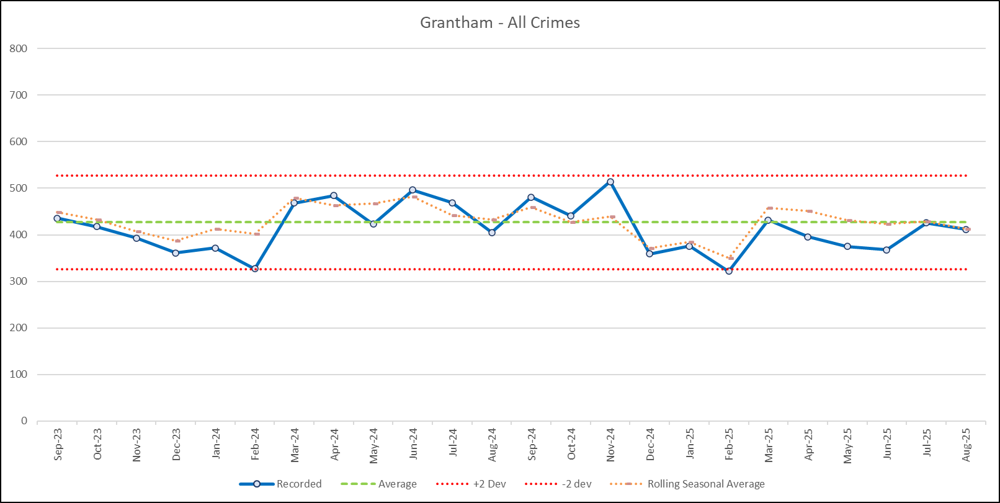 Grantham - All Crimes
800
700
600
500
400
300
200
100
0
Sep-23
Oct-23
Nov-23
Dec-23
Jan-24
Feb-24
Mar-24
Apr-24
May-24
Jun-24
Jul-24
Aug-24
Sep-24
Oct-24
Nov-24
Dec-24
Jan-25
Feb-25
Mar-25
Apr-25
May-25
Jun-25
Jul-25
Aug-25
Recorded Average +2 Dev -2 dev Rolling Seasonal Average